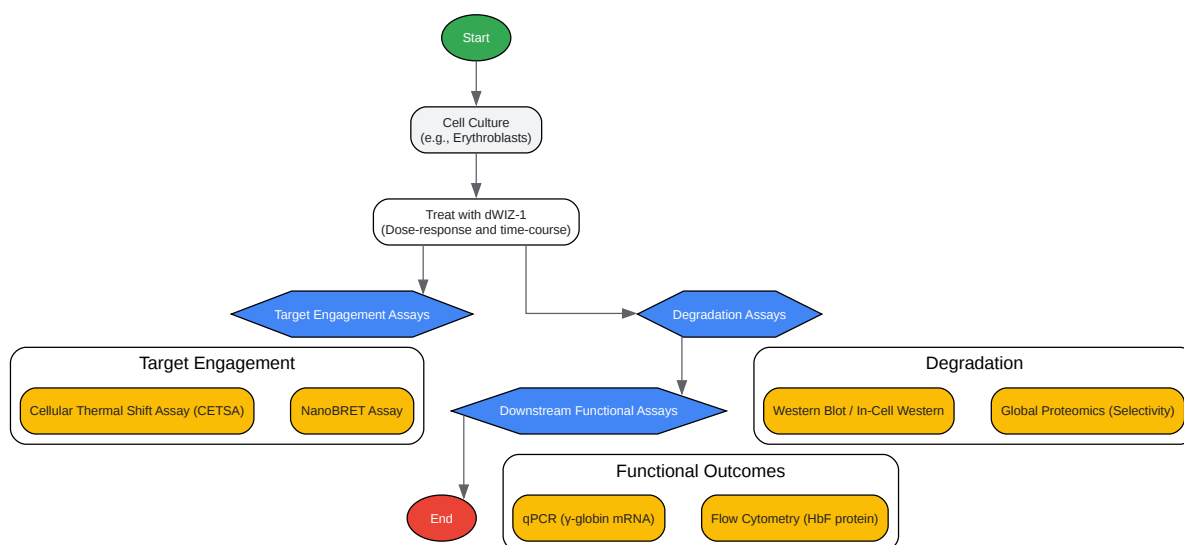 Start
Cell Culture
(e.g., Erythroblasts)
Treat with dWIZ-1
(Dose-response and time-course)
Target Engagement Assays
Degradation Assays
Target Engagement
Cellular Thermal Shift Assay (CETSA)
NanoBRET Assay
Degradation
Western Blot / In-Cell Western
Global Proteomics (Selectivity)
Downstream Functional Assays
Functional Outcomes
qPCR (γ-globin mRNA)
Flow Cytometry (HbF protein)
End